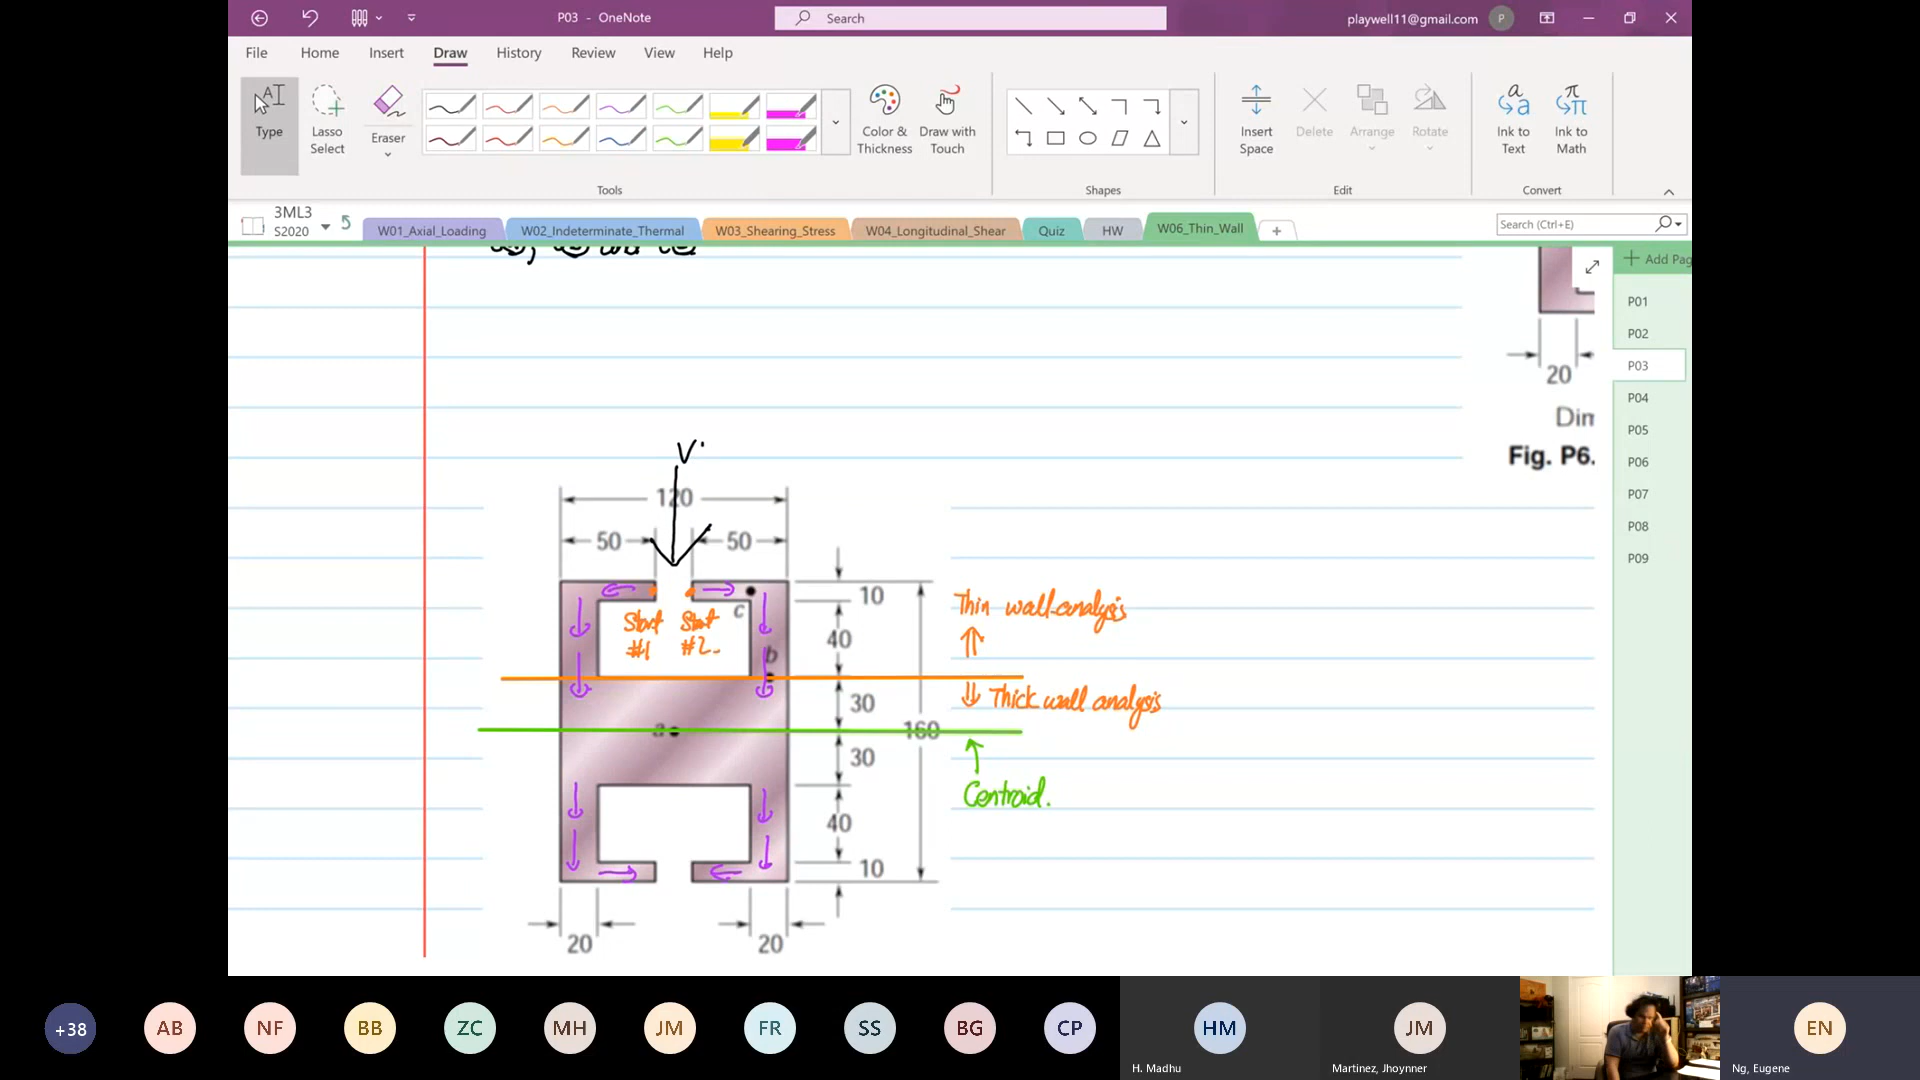 P03 - OneNote
Search
playwell11@gmail.com
P
File Home Insert Draw History Review View Help
Type
Lasso Select
Eraser
Color & Thickness
Draw with Touch
Insert Space
Delete
Arrange
Rotate
Ink to Text
Ink to Math
Tools
Shapes
Edit
Convert
3ML3
S2020
W01_Axial_Loading
W02_Indeterminate_Thermal
W03_Shearing_Stress
W04_Longitudinal_Shear
Quiz
HW
W06_Thin_Wall
Search (Ctrl+E)
Add Pag
P01
P02
P03
P04
P05
P06
P07
P08
P09
20
Dim
Fig. P6.
V
120
50
50
10
Thin wall analysis
c
Start #1
Start #2
40
b
Thick wall analysis
30
a
160
30
Centroid.
40
10
20
20
+38
AB
NF
BB
ZC
MH
JM
FR
SS
BG
CP
HM
H. Madhu
JM
Martinez, Jhoynner
EN
Ng, Eugene